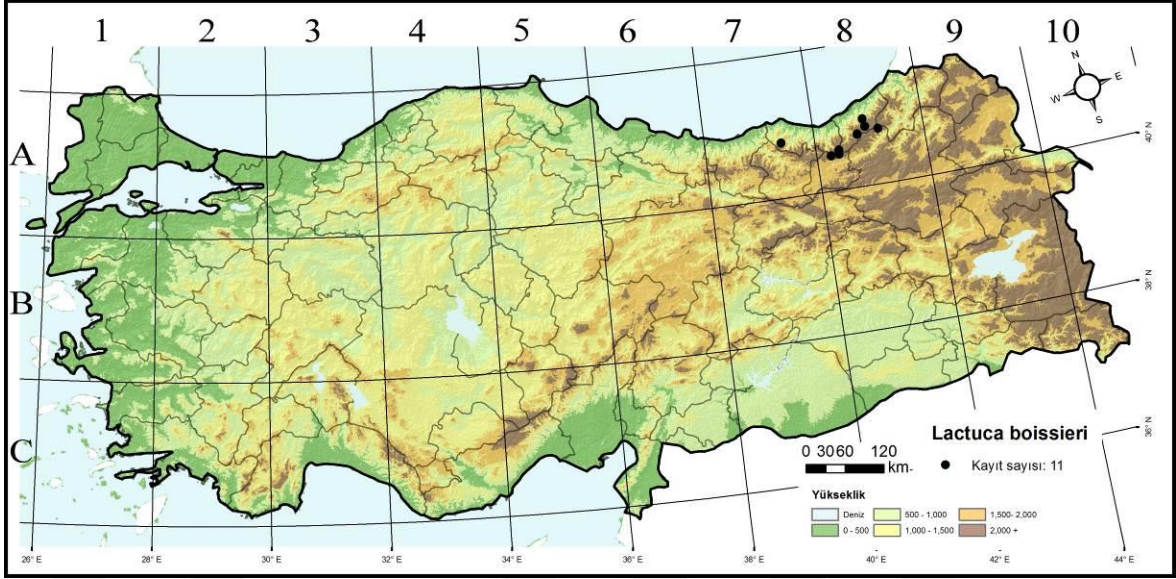 1 2 3 4 5 6 7 8 9 10
N
W E
S
A
B
C
40° N
38° N
36° N
Lactuca boissieri
0 3060 120
km
Kayıt sayısı: 11
Yükseklik
Deniz 500 - 1,000 1,500- 2,000
0 - 500 1,000 - 1,500 2,000 +
26° E 28° E 30° E 32° E 34° E 36° E 38° E 40° E 42° E 44° E